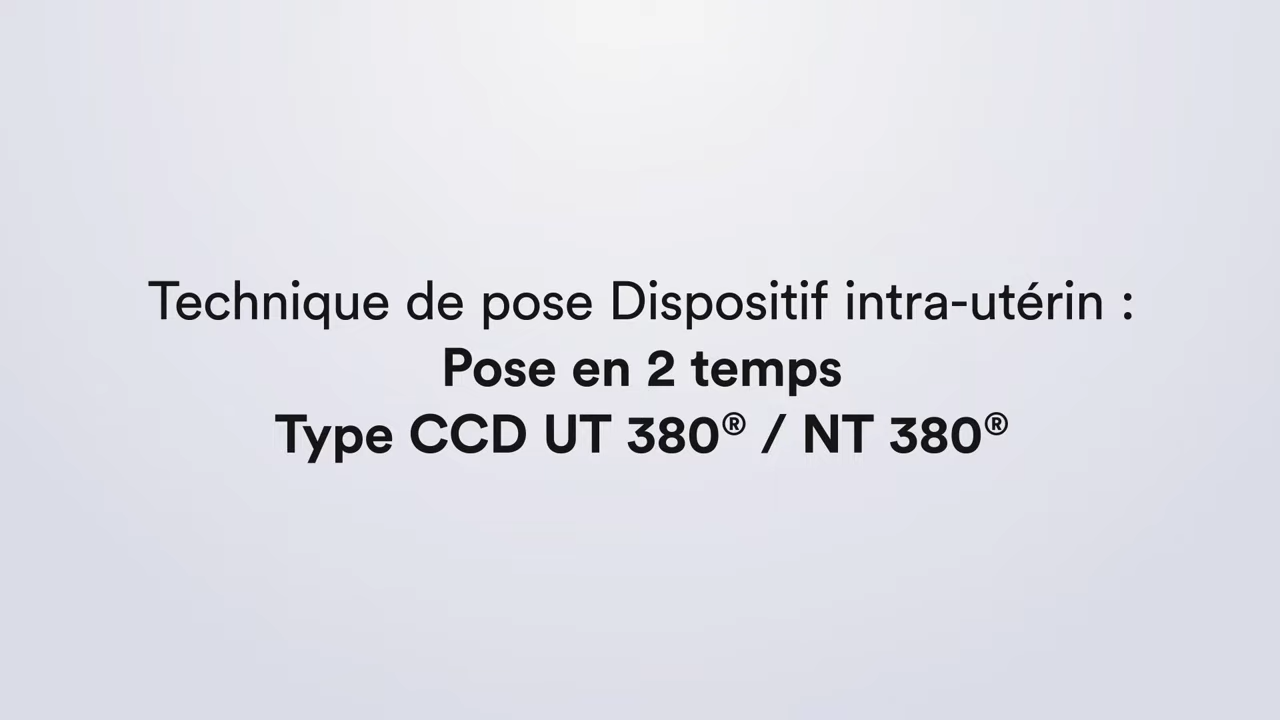 Technique de pose Dispositif intra-utérin :
Pose en 2 temps
Type CCD UT 380® / NT 380®